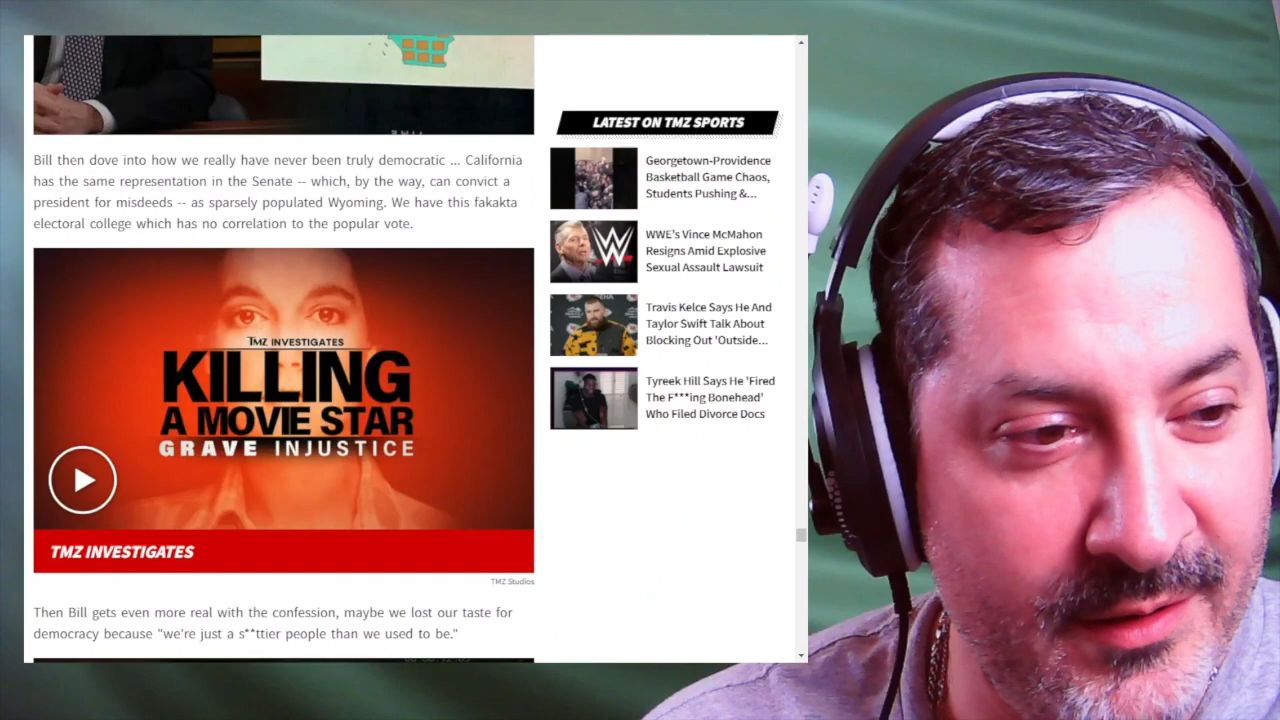 Bill then dove into how we really have never been truly democratic ... California
has the same representation in the Senate -- which, by the way, can convict a
president for misdeeds -- as sparsely populated Wyoming. We have this fakakta
electoral college which has no correlation to the popular vote.
TMZ INVESTIGATES
KILLING
A MOVIE STAR
GRAVE INJUSTICE
TMZ INVESTIGATES
TMZ Studios
Then Bill gets even more real with the confession, maybe we lost our taste for
democracy because "we're just a s**ttier people than we used to be."
LATEST ON TMZ SPORTS
Georgetown-Providence
Basketball Game Chaos,
Students Pushing &...
W
WWE's Vince McMahon
Resigns Amid Explosive
Sexual Assault Lawsuit
Travis Kelce Says He And
Taylor Swift Talk About
Blocking Out 'Outside...
Tyreek Hill Says He 'Fired
The F***ing Bonehead'
Who Filed Divorce Docs